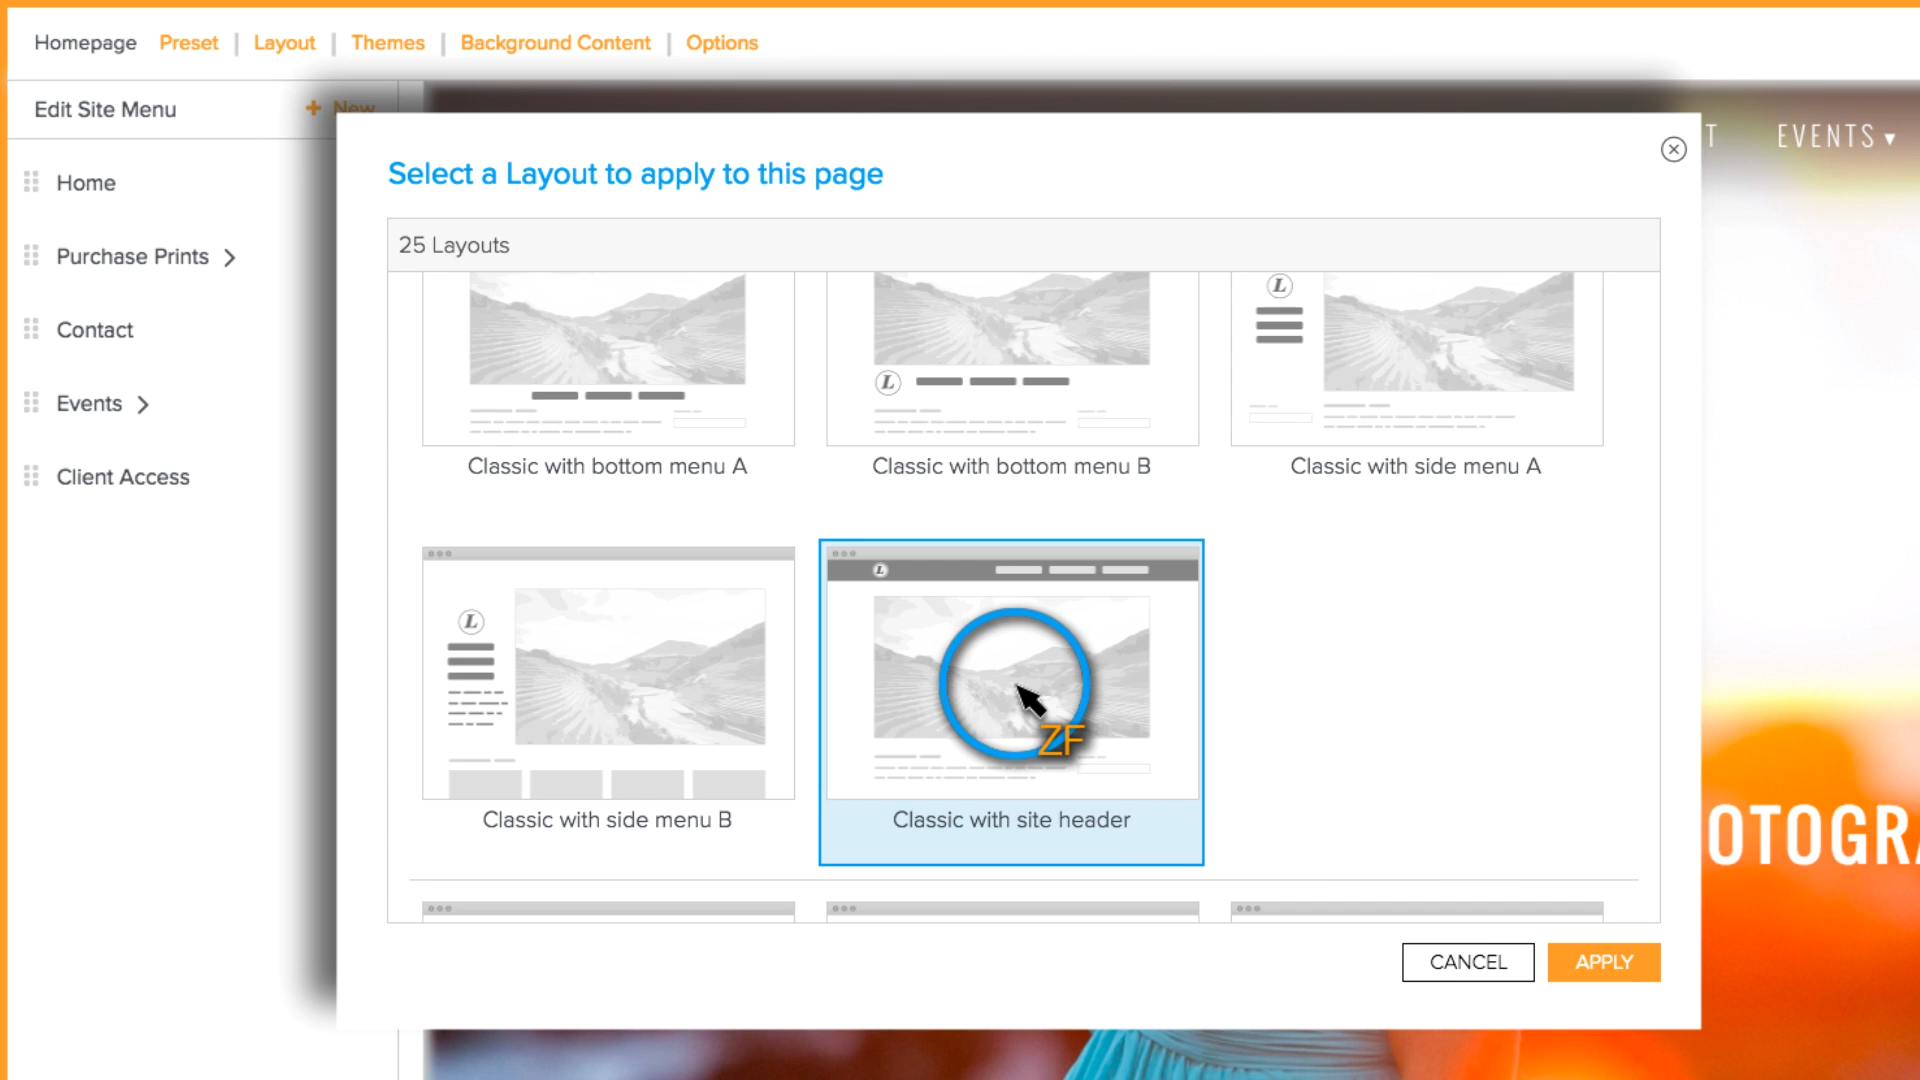 Homepage Preset | Layout | Themes | Background Content | Options
Edit Site Menu + New
EVENTS ▾
T
Select a Layout to apply to this page
25 Layouts
Home
Purchase Prints
Contact
Events
Client Access
L
L
Classic with bottom menu A
Classic with bottom menu B
Classic with side menu A
L
L
ZF
Classic with side menu B
Classic with site header
OTOGRA
CANCEL
APPLY